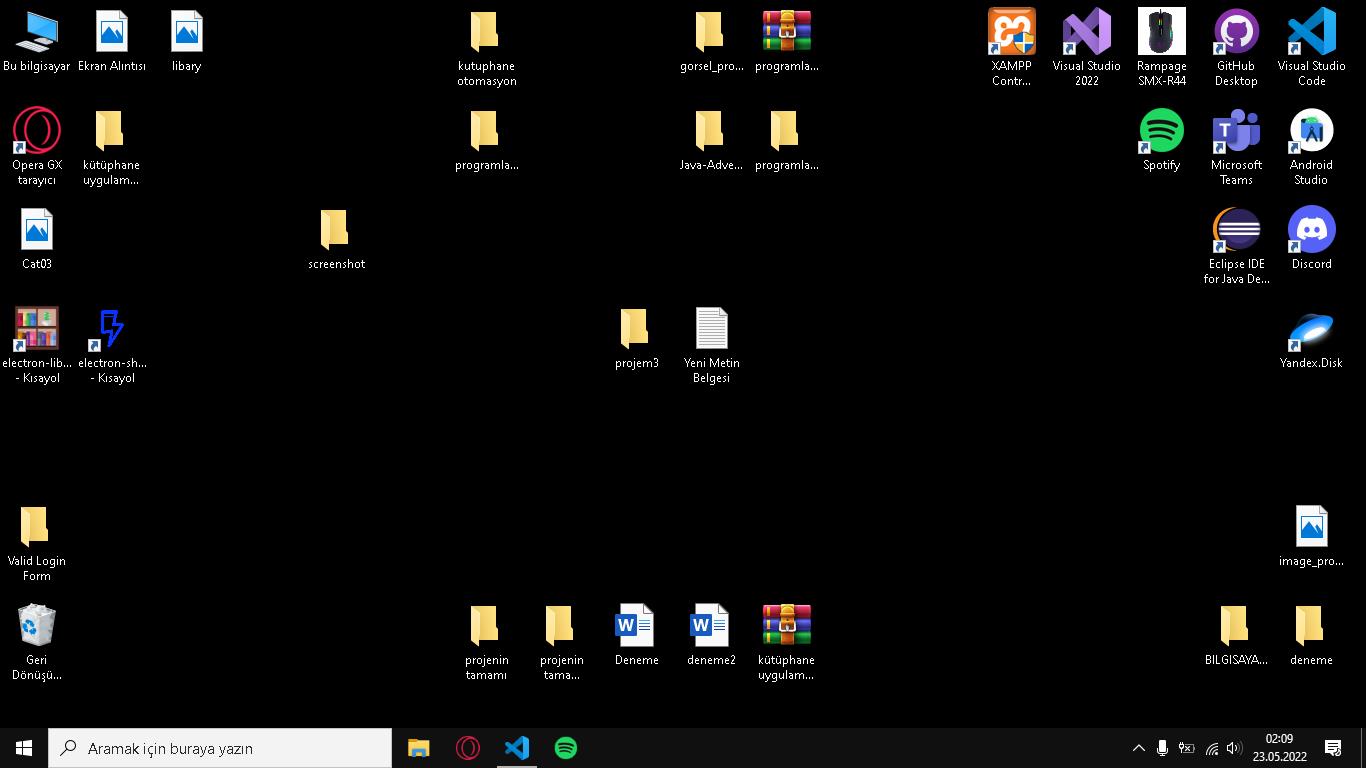 Bu bilgisayar
Ekran Alıntısı
libary
kutuphane
otomasyon
gorsel_pro...
programla...
XAMPP
Contr...
Visual Studio
2022
Rampage
SMX-R44
GitHub
Desktop
Visual Studio
Code
Opera GX
tarayıcı
kütüphane
uygulam...
programla...
Java-Adve...
programla...
Spotify
Microsoft
Teams
Android
Studio
Cat03
screenshot
Eclipse IDE
for Java De...
Discord
electron-lib...
- Kısayol
electron-sh...
- Kısayol
projem3
Yeni Metin
Belgesi
Yandex.Disk
Valid Login
Form
image_pro...
Geri
Dönüşü...
projenin
tamamı
projenin
tama...
Deneme
deneme2
kütüphane
uygulam...
BILGISAYA...
deneme
Aramak için buraya yazın
02:09
23.05.2022